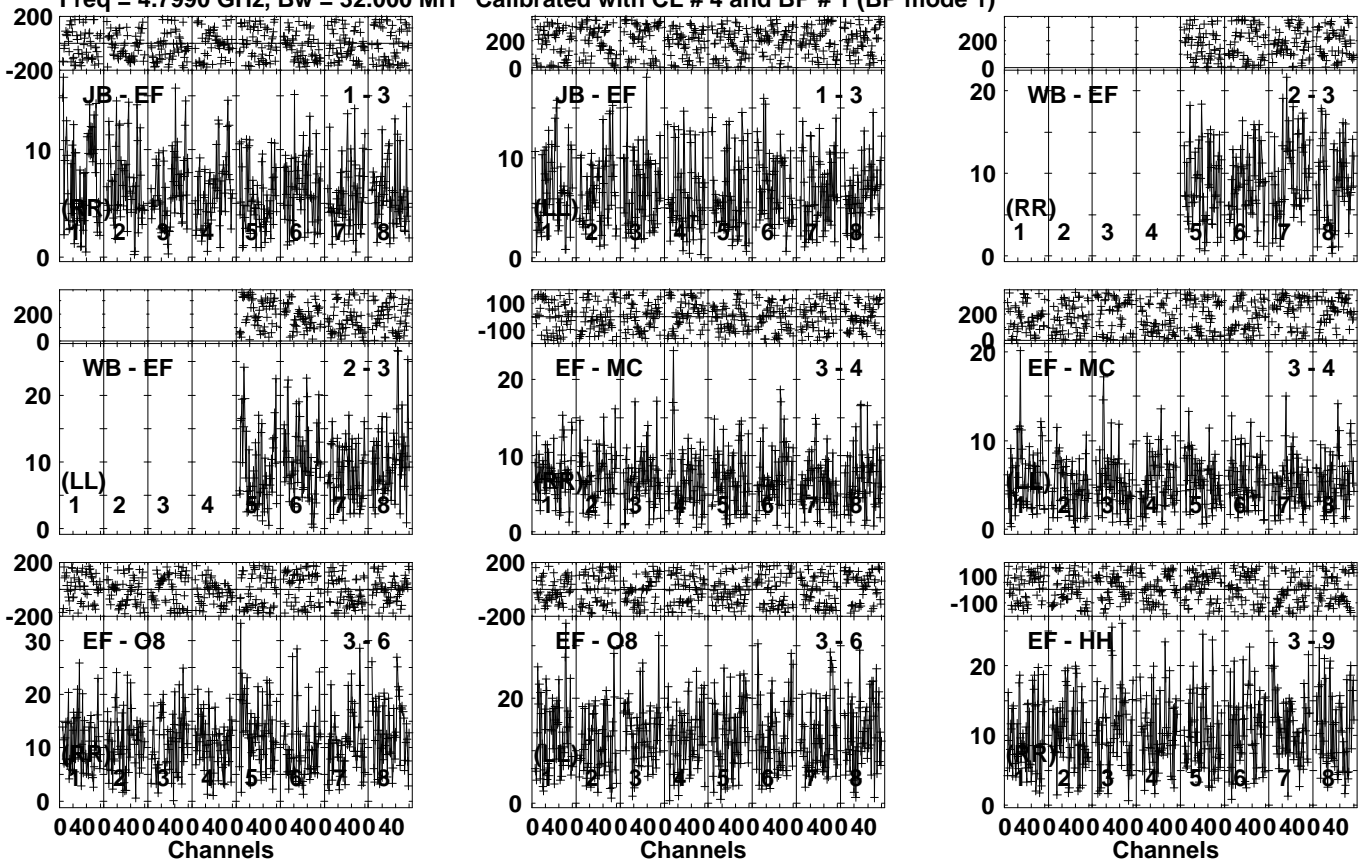 Freq = 4.7990 GHz, Bw = 32.000 MH Calibrated with CL # 4 and BP # 1 (BP mode 1)
200
-200
JB - EF 1 - 3
10
0
(RR)
1 2 3 4 5 6 7 8
200
0
JB - EF 1 - 3
10
0
(LL)
1 2 3 4 5 6 7 8
200
0
20
WB - EF 2 - 3
10
0
(RR)
1 2 3 4 5 6 7 8
200
0
WB - EF 2 - 3
20
10
0
(LL)
1 2 3 4 5 6 7 8
100
-100
EF - MC 3 - 4
20
10
0
(RR)
1 2 3 4 5 6 7 8
200
0
20
EF - MC 3 - 4
10
0
(LL)
1 2 3 4 5 6 7 8
200
-200
30
EF - O8 3 - 6
20
10
0
(RR)
1 2 3 4 5 6 7 8
0 40 0 40 0 40 0 40 0 40 0 40 0 40 0 40
Channels
200
-200
EF - O8 3 - 6
20
0
(LL)
1 2 3 4 5 6 7 8
0 40 0 40 0 40 0 40 0 40 0 40 0 40 0 40
Channels
100
-100
EF - HH 3 - 9
20
10
0
(RR)
1 2 3 4 5 6 7 8
0 40 0 40 0 40 0 40 0 40 0 40 0 40 0 40
Channels